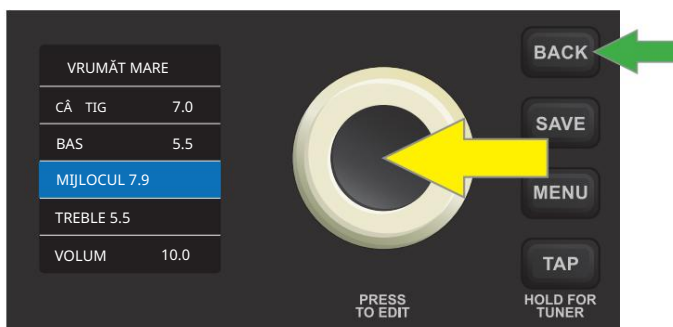 VRUMĂT MARE
CÂ TIG 7.0
BAS 5.5
MIJLOCUL 7.9
TREBLE 5.5
VOLUM 10.0
PRESS
TO EDIT
BACK
SAVE
MENU
TAP
HOLD FOR
TUNER